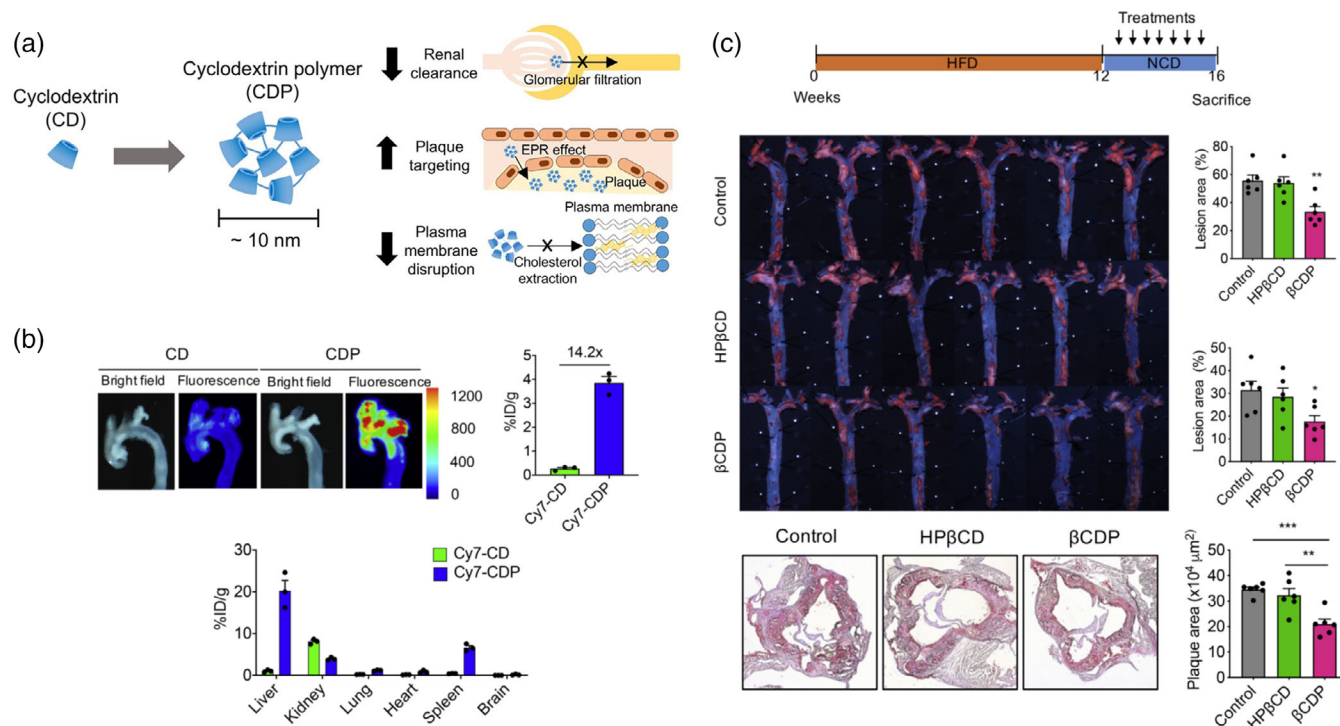 (a)
Cyclodextrin
(CD)
Cyclodextrin polymer
(CDP)
~ 10 nm
Renal
clearance
Glomerular filtration
Plaque
targeting
EPR effect
Plaque
Plasma
membrane
disruption
Plasma membrane
Cholesterol
extraction
(b)
CD
CDP
Bright field
Fluorescence
Bright field
Fluorescence
1200
800
400
0
%ID/g
5
4
3
2
1
0
14.2x
Cy7-CD
Cy7-CDP
%ID/g
30
20
10
0
Cy7-CD
Cy7-CDP
Liver
Kidney
Lung
Heart
Spleen
Brain
(c)
Treatments
HFD
NCD
0
12
16
Weeks
Sacrifice
Control
HPβCD
βCDP
Lesion area (%)
80
60
40
20
0
**
Control
HPβCD
βCDP
Lesion area (%)
50
40
30
20
10
0
*
Control
HPβCD
βCDP
Control
HPβCD
βCDP
Plaque area (x10⁴ μm²)
50
40
30
20
10
0
***
**
Control
HPβCD
βCDP